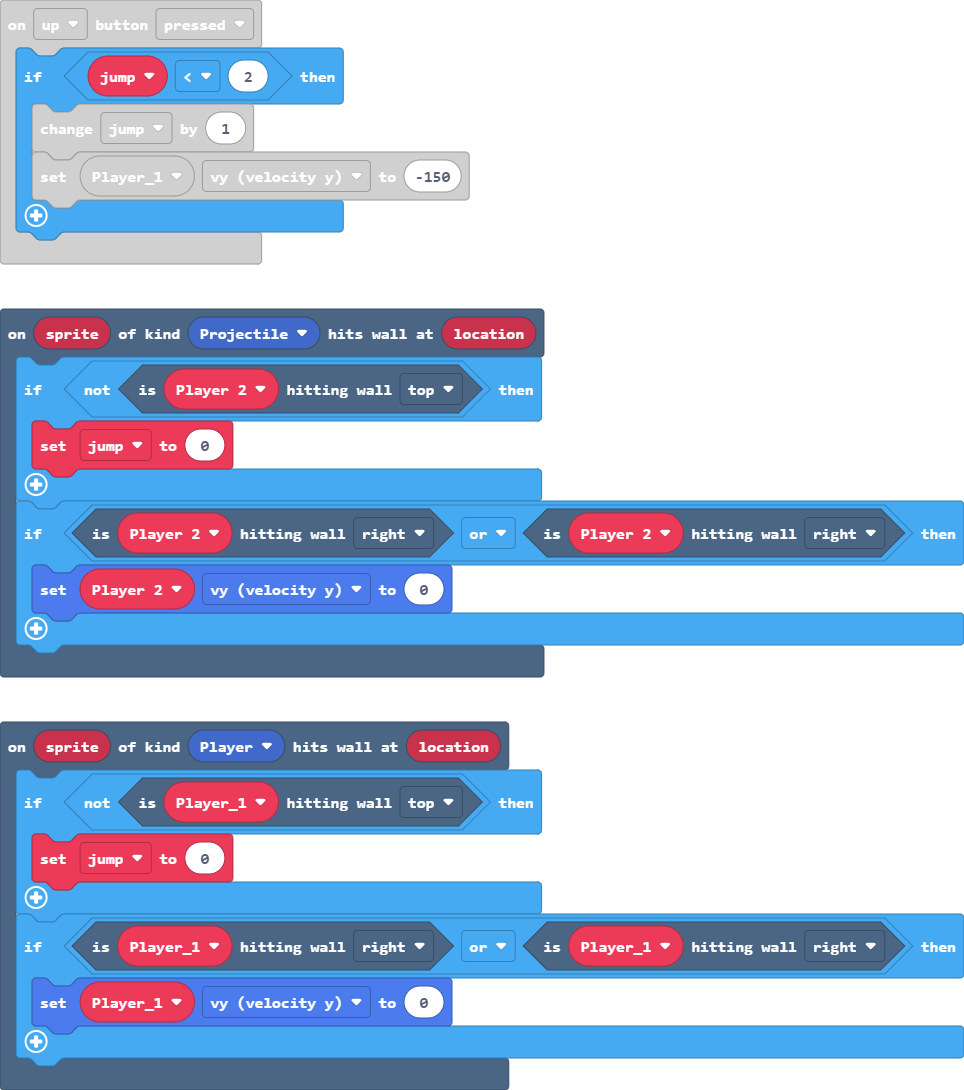 on up button pressed
if jump < 2 then
change jump by 1
set Player_1 vy (velocity y) to -150
on sprite of kind Projectile hits wall at location
if not is Player 2 hitting wall top then
set jump to 0
if is Player 2 hitting wall right or is Player 2 hitting wall right then
set Player 2 vy (velocity y) to 0
on sprite of kind Player hits wall at location
if not is Player_1 hitting wall top then
set jump to 0
if is Player_1 hitting wall right or is Player_1 hitting wall right then
set Player_1 vy (velocity y) to 0